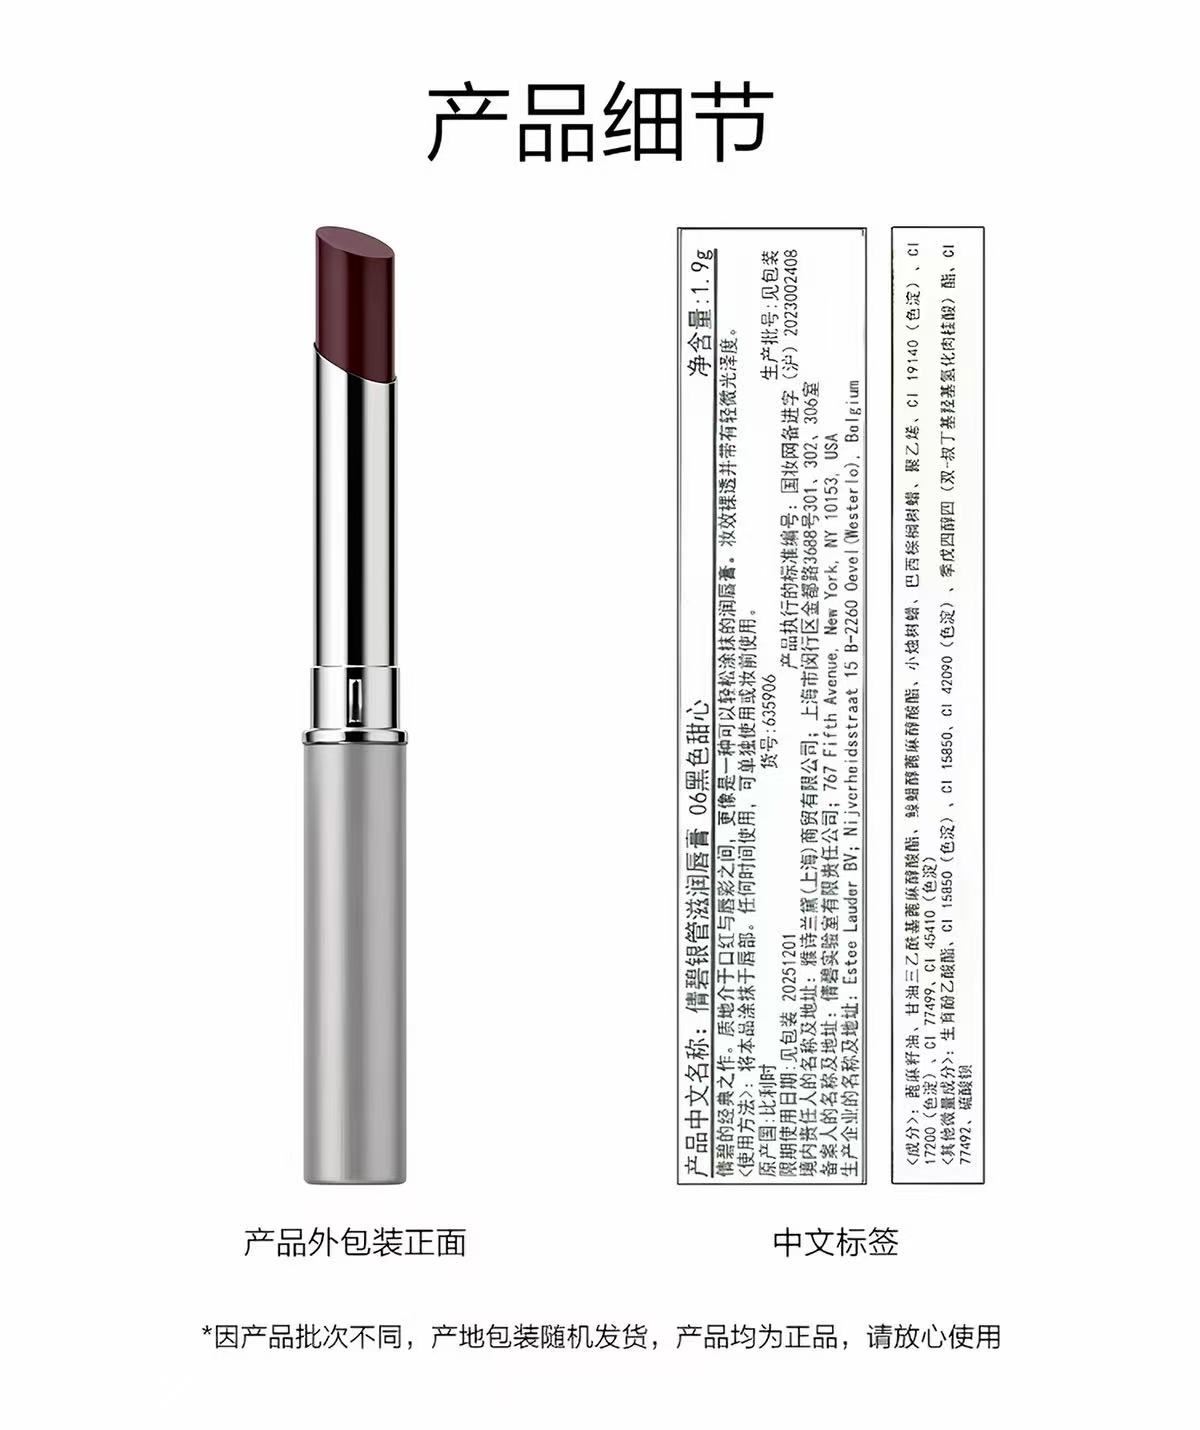 产品细节
产品中文名称：倩碧银管滋润唇膏 06黑色甜心 净含量:1.9g
倩碧的经典之作。质地介于口红与唇彩之间，更像是一种可以轻松涂抹的润唇膏。妆效裸透并带有轻微光泽度。
<使用方法>：将本品涂抹于唇部。任何时间使用，可单独使用或妆前使用。
原产国:比利时 货号:635906 生产批号:见包装
限期使用日期:见包装 20251201 产品执行的标准编号：国妆网备进字（沪）2023002408
境内责任人的名称及地址：雅诗兰黛(上海)商贸有限公司；上海市闵行区金都路3688号301、302、306室
备案人的名称及地址：倩碧实验室有限责任公司；767 Fifth Avenue, New York, NY 10153, USA
生产企业的名称及地址：Estee Lauder BV；Nijverheidsstraat 15 B-2260 Oevel(Westerlo), Belgium
<成分>：蓖麻籽油、甘油三乙酰基蓖麻醇酸酯、鲸蜡醇蓖麻醇酸酯、小烛树蜡、巴西棕榈树蜡、聚乙烯、CI 19140（色淀）、CI
17200（色淀）、CI 77499、CI 45410（色淀）
<其他微量成分>：生育酚乙酸酯、CI 15850（色淀）、CI 15850、CI 42090（色淀）、季戊四醇四（双-叔丁基羟基氢化肉桂酸）酯、CI
77492、硫酸钡
产品外包装正面
中文标签
*因产品批次不同，产地包装随机发货，产品均为正品，请放心使用